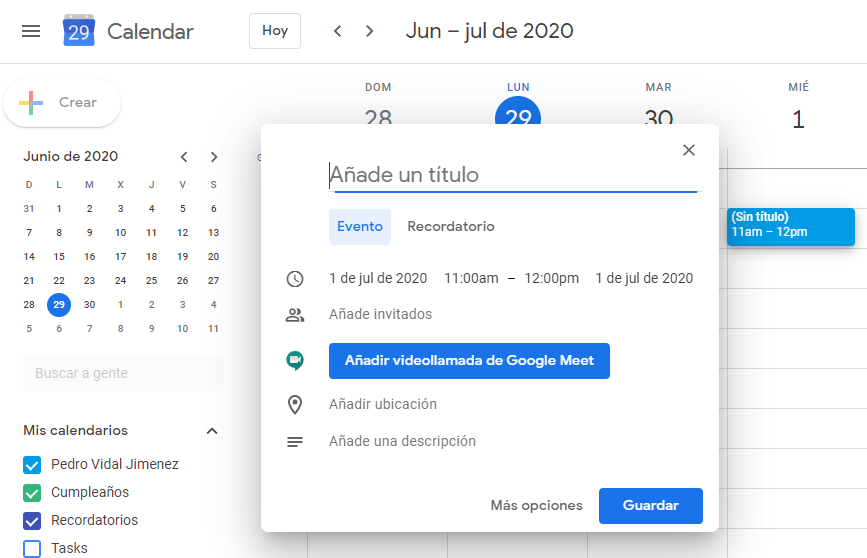 29 Calendar Hoy Jun – jul de 2020
Crear
DOM LUN MAR MIÉ
28 29 30 1
Junio de 2020
D L M X J V S
31 1 2 3 4 5 6
7 8 9 10 11 12 13
14 15 16 17 18 19 20
21 22 23 24 25 26 27
28 29 30 1 2 3 4
5 6 7 8 9 10 11
Buscar a gente
Mis calendarios
Pedro Vidal Jimenez
Cumpleaños
Recordatorios
Tasks
Añade un título
Evento Recordatorio
1 de jul de 2020 11:00am – 12:00pm 1 de jul de 2020
Añade invitados
Añadir videollamada de Google Meet
Añadir ubicación
Añade una descripción
Más opciones Guardar
(Sin título)
11am – 12pm